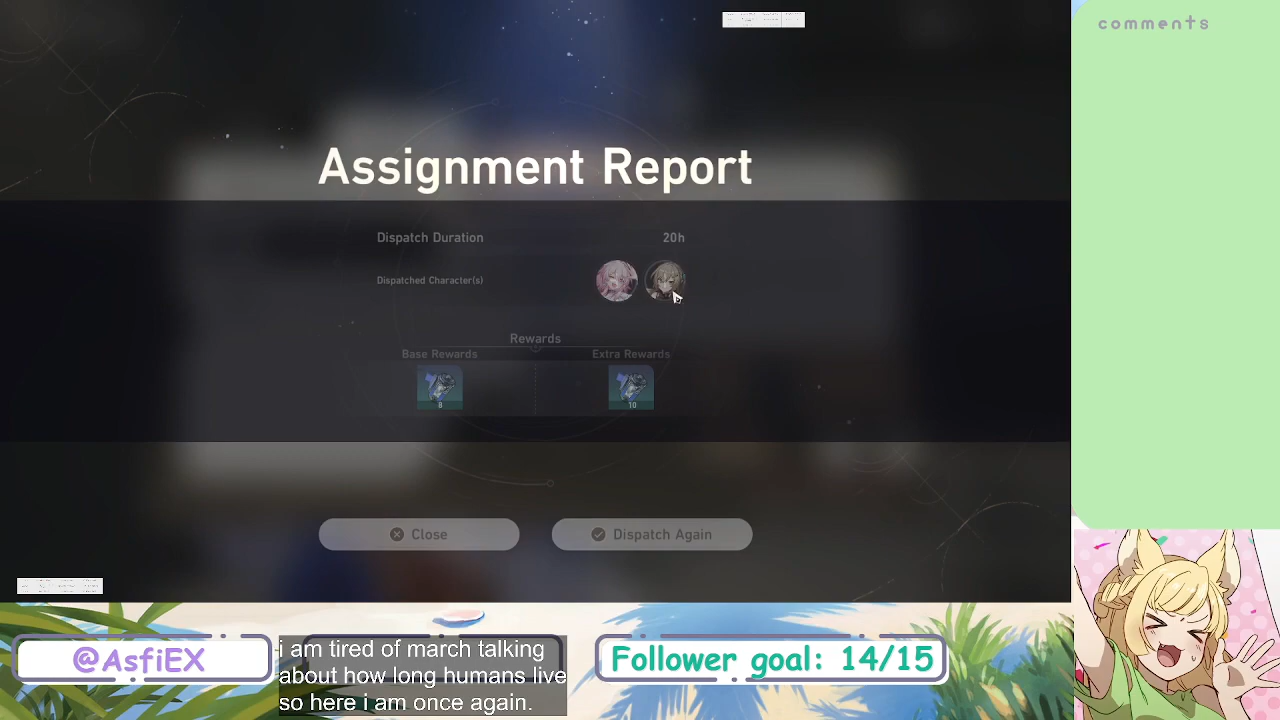 comments
Assignment Report
Dispatch Duration 20h
Dispatched Character(s)
Rewards
Base Rewards Extra Rewards
8 10
Close Dispatch Again
@AsfiEX
i am tired of march talking
about how long humans live
so here i am once again.
Follower goal: 14/15